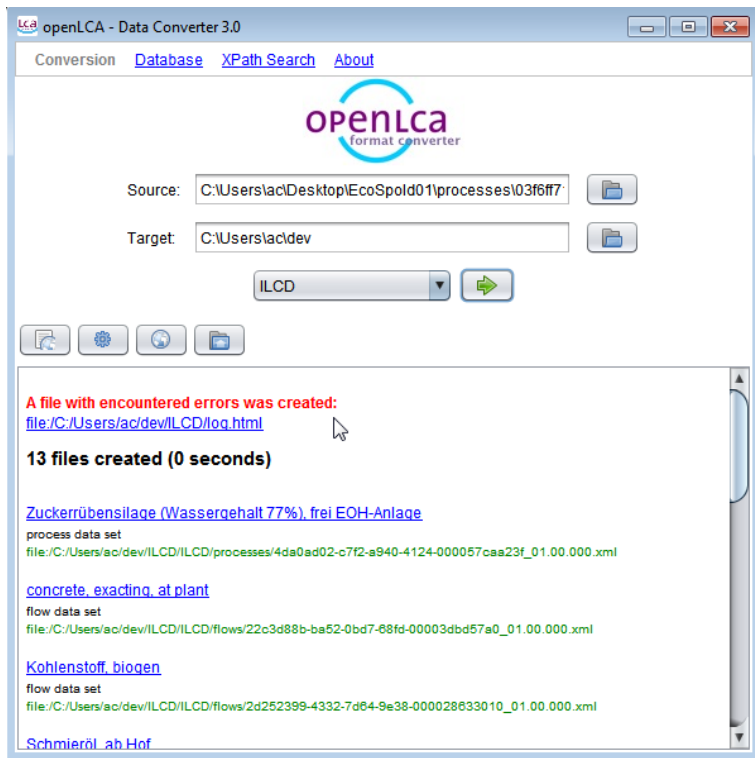 LCA openLCA - Data Converter 3.0
Conversion Database XPath Search About
openLca
format converter
Source: C:\Users\ac\Desktop\EcoSpold01\processes\03f6ff7
Target: C:\Users\ac\dev
ILCD
A file with encountered errors was created:
file:/C:/Users/ac/dev/ILCD/log.html
13 files created (0 seconds)
Zuckerrübensilage (Wassergehalt 77%), frei EOH-Anlage
process data set
file:/C:/Users/ac/dev/ILCD/ILCD/processes/4da0ad02-c7f2-a940-4124-000057caa23f_01.00.000.xml
concrete, exacting, at plant
flow data set
file:/C:/Users/ac/dev/ILCD/ILCD/flows/22c3d88b-ba52-0bd7-68fd-00003dbd57a0_01.00.000.xml
Kohlenstoff, biogen
flow data set
file:/C:/Users/ac/dev/ILCD/ILCD/flows/2d252399-4332-7d64-9e38-000028633010_01.00.000.xml
Schmieröl, ab Hof